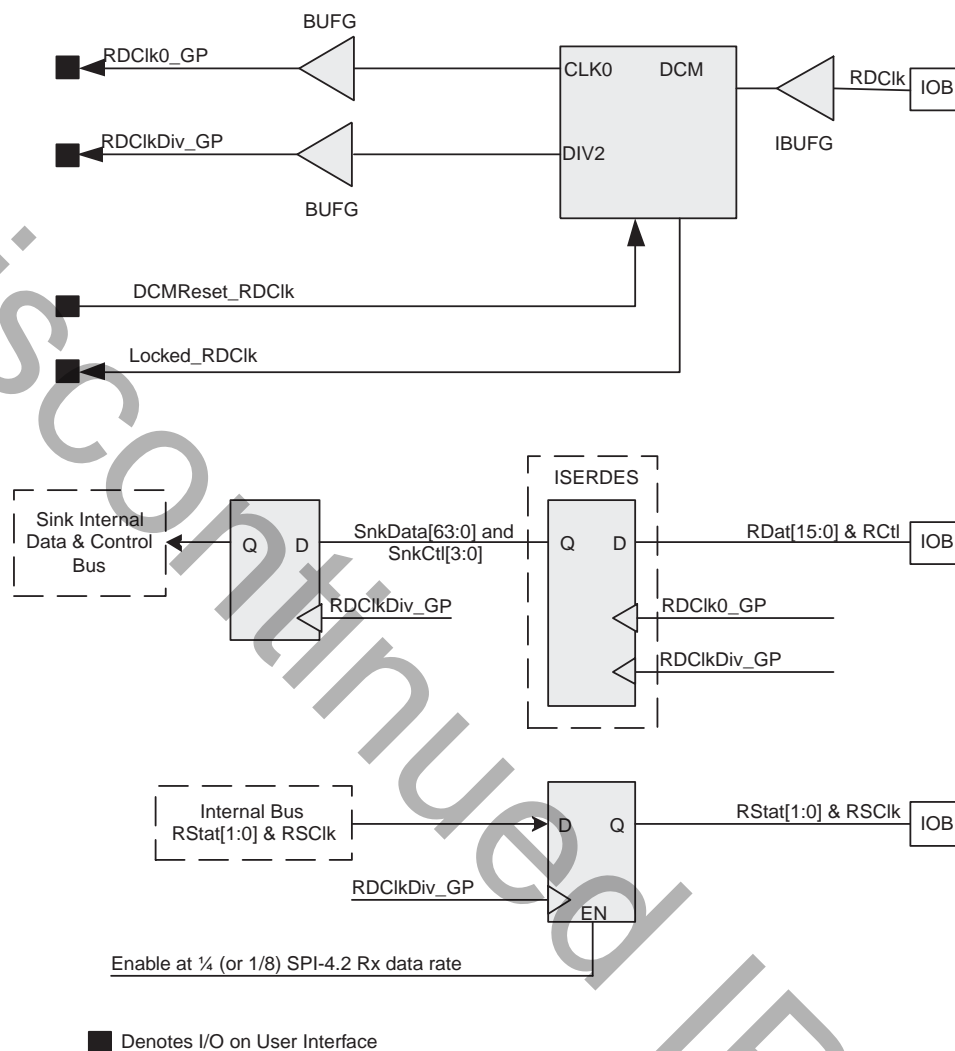 BUFG
RDClk0_GP
CLK0
DCM
RDClk
IOB
IBUFG
RDClkDiv_GP
DIV2
BUFG
DCMReset_RDClk
Locked_RDClk
ISERDES
Sink Internal
Data & Control
Bus
Q
D
SnkData[63:0] and
SnkCtl[3:0]
Q
D
RDat[15:0] & RCtl
IOB
RDClkDiv_GP
RDClk0_GP
RDClkDiv_GP
Internal Bus
RStat[1:0] & RSClk
D
Q
RStat[1:0] & RSClk
IOB
RDClkDiv_GP
EN
Enable at ¼ (or 1/8) SPI-4.2 Rx data rate
Denotes I/O on User Interface
iscontinued IP